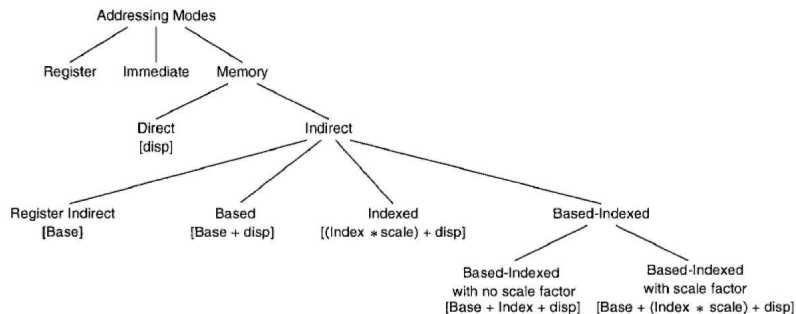 Addressing Modes
Register Immediate Memory
Direct
[disp]
Indirect
Register Indirect
[Base]
Based
[Base + disp]
Indexed
[(Index * scale) + disp]
Based-Indexed
Based-Indexed
with no scale factor
[Base + Index + disp]
Based-Indexed
with scale factor
[Base + (Index * scale) + disp]